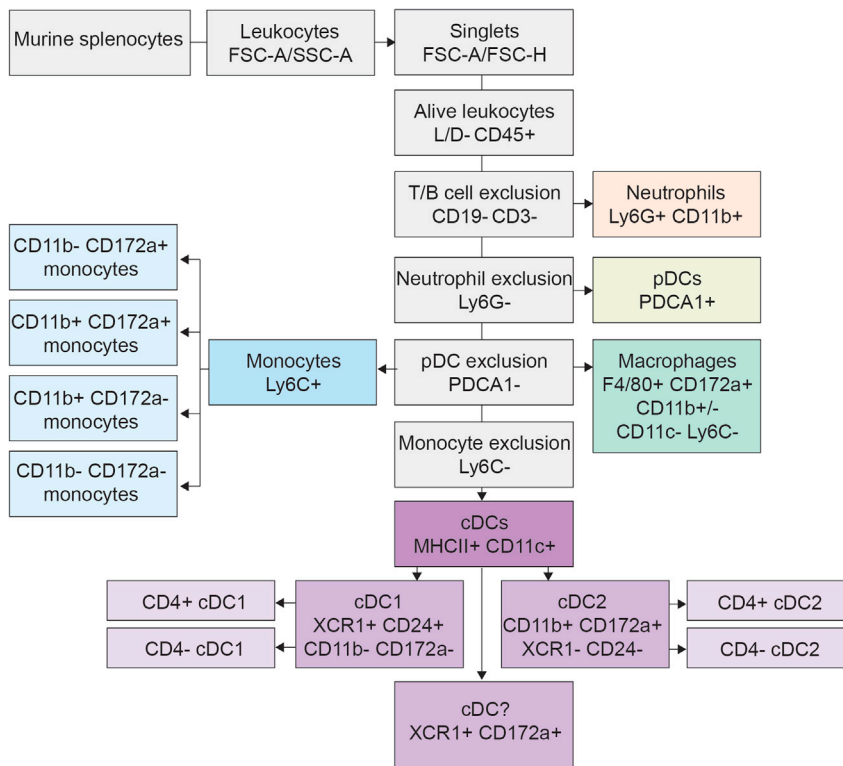 Murine splenocytes
Leukocytes
FSC-A/SSC-A
Singlets
FSC-A/FSC-H
Alive leukocytes
L/D- CD45+
T/B cell exclusion
CD19- CD3-
Neutrophils
Ly6G+ CD11b+
Neutrophil exclusion
Ly6G-
pDCs
PDCA1+
CD11b- CD172a+
monocytes
CD11b+ CD172a+
monocytes
CD11b+ CD172a-
monocytes
CD11b- CD172a-
monocytes
Monocytes
Ly6C+
pDC exclusion
PDCA1-
Macrophages
F4/80+ CD172a+
CD11b+/-
CD11c- Ly6C-
Monocyte exclusion
Ly6C-
cDCs
MHCII+ CD11c+
CD4+ cDC1
CD4- cDC1
cDC1
XCR1+ CD24+
CD11b- CD172a-
cDC2
CD11b+ CD172a+
XCR1- CD24-
CD4+ cDC2
CD4- cDC2
cDC?
XCR1+ CD172a+